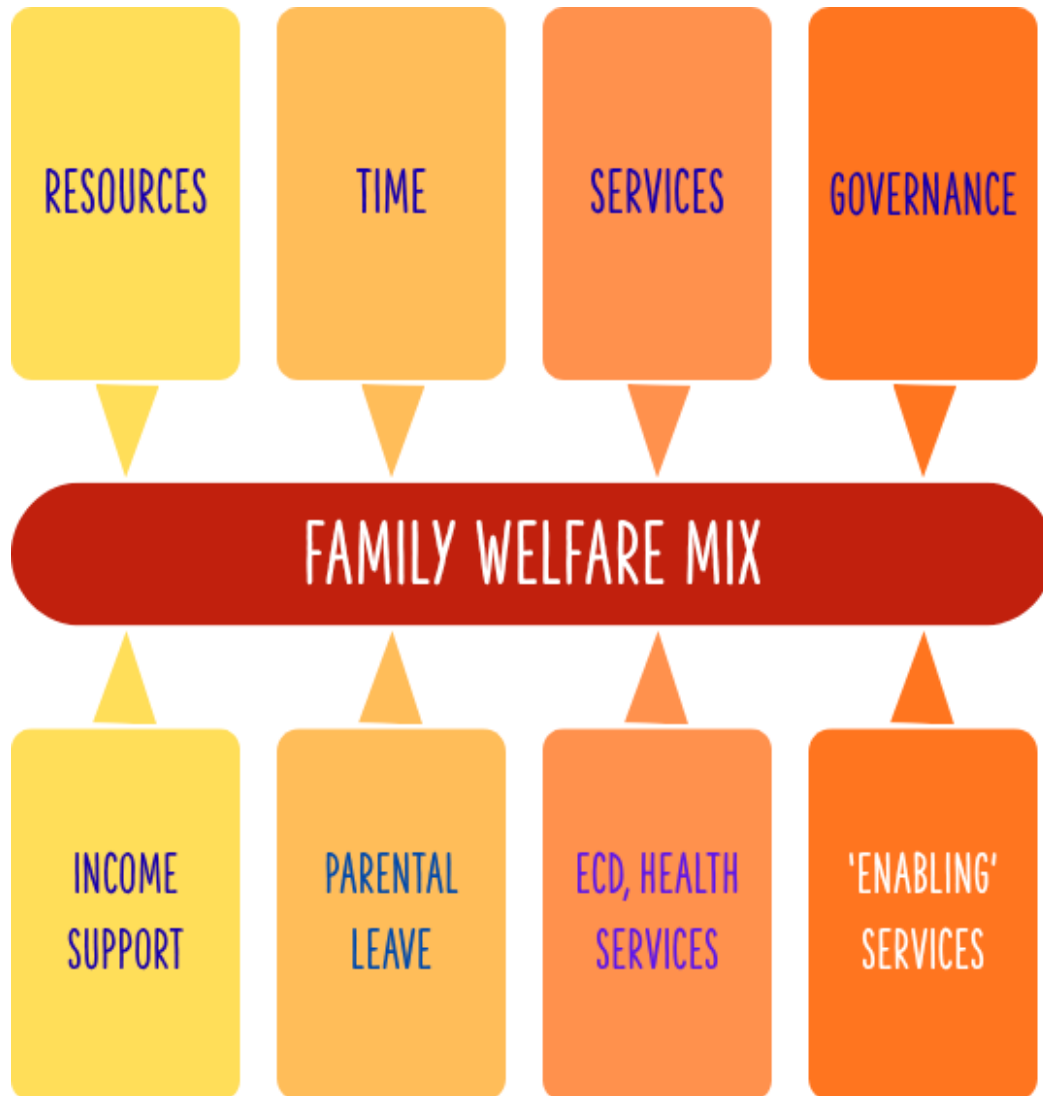 RESOURCES
TIME
SERVICES
GOVERNANCE
FAMILY WELFARE MIX
INCOME
SUPPORT
PARENTAL
LEAVE
ECD, HEALTH
SERVICES
'ENABLING'
SERVICES